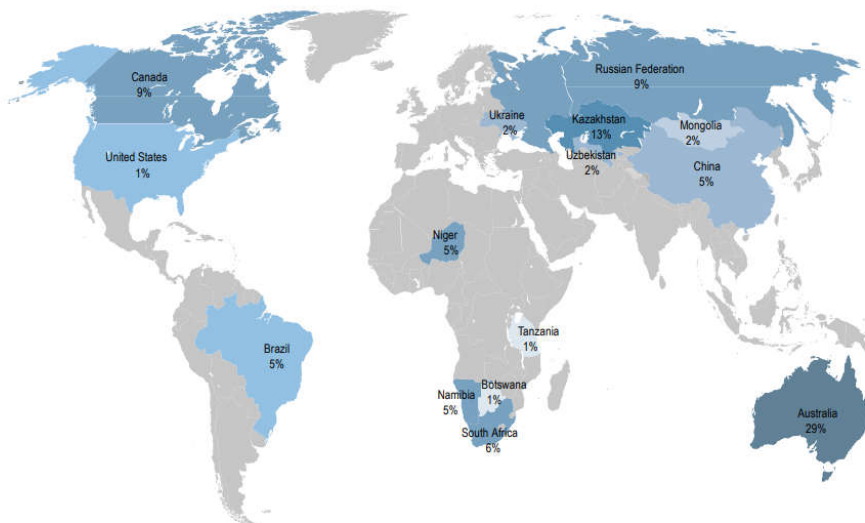 Canada
9%
Russian Federation
9%
Ukraine
2%
Kazakhstan
13%
Mongolia
2%
United States
1%
Uzbekistan
2%
China
5%
Niger
5%
Tanzania
1%
Brazil
5%
Botswana
1%
Namibia
5%
South Africa
6%
Australia
29%